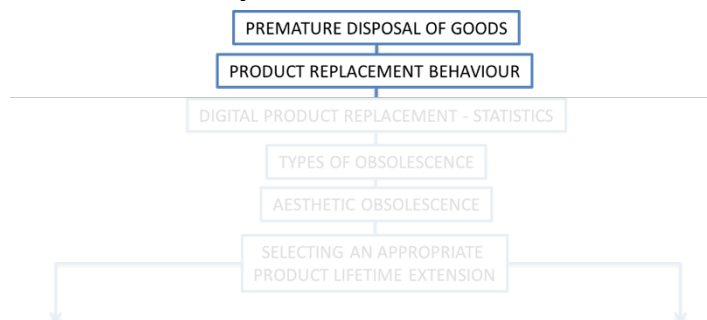 PREMATURE DISPOSAL OF GOODS
PRODUCT REPLACEMENT BEHAVIOUR
DIGITAL PRODUCT REPLACEMENT - STATISTICS
TYPES OF OBSOLESCENCE
AESTHETIC OBSOLESCENCE
SELECTING AN APPROPRIATE
PRODUCT LIFETIME EXTENSION